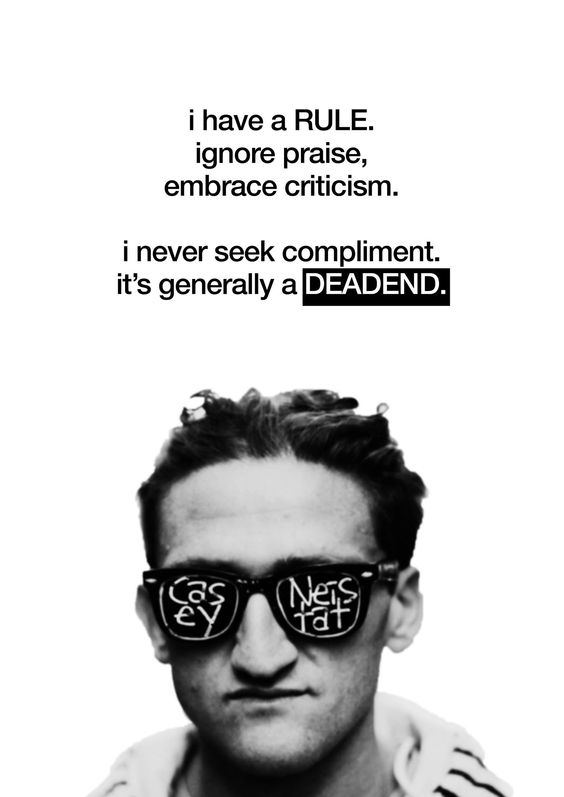 i have a RULE.
ignore praise,
embrace criticism.
i never seek compliment.
it's generally a DEADEND.
Cas Neis
ey tat